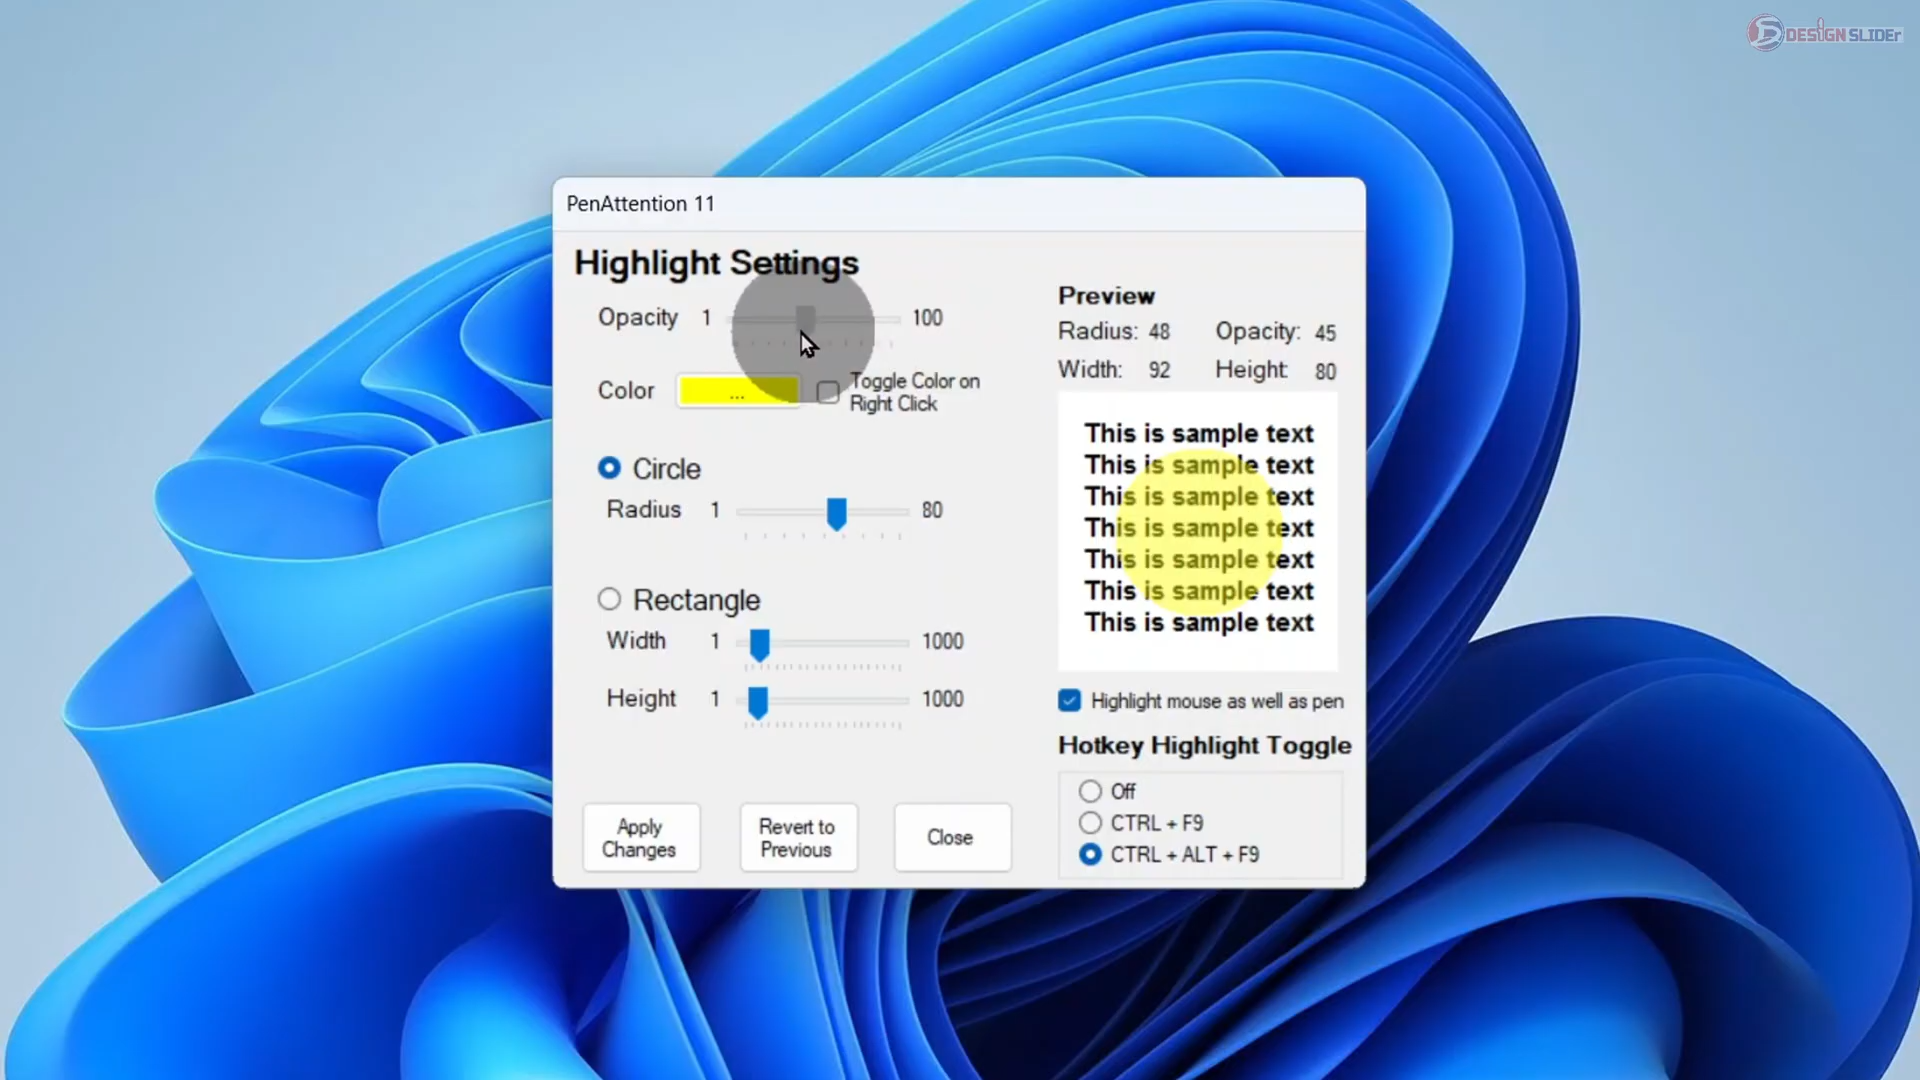 DESIGN SLIDEr
PenAttention 11
Highlight Settings
Opacity 1 100
Color ... Toggle Color on
Right Click
Circle
Radius 1 80
Rectangle
Width 1 1000
Height 1 1000
Apply
Changes
Revert to
Previous
Close
Preview
Radius: 48 Opacity: 45
Width: 92 Height: 80
This is sample text
This is sample text
This is sample text
This is sample text
This is sample text
This is sample text
This is sample text
Highlight mouse as well as pen
Hotkey Highlight Toggle
Off
CTRL + F9
CTRL + ALT + F9